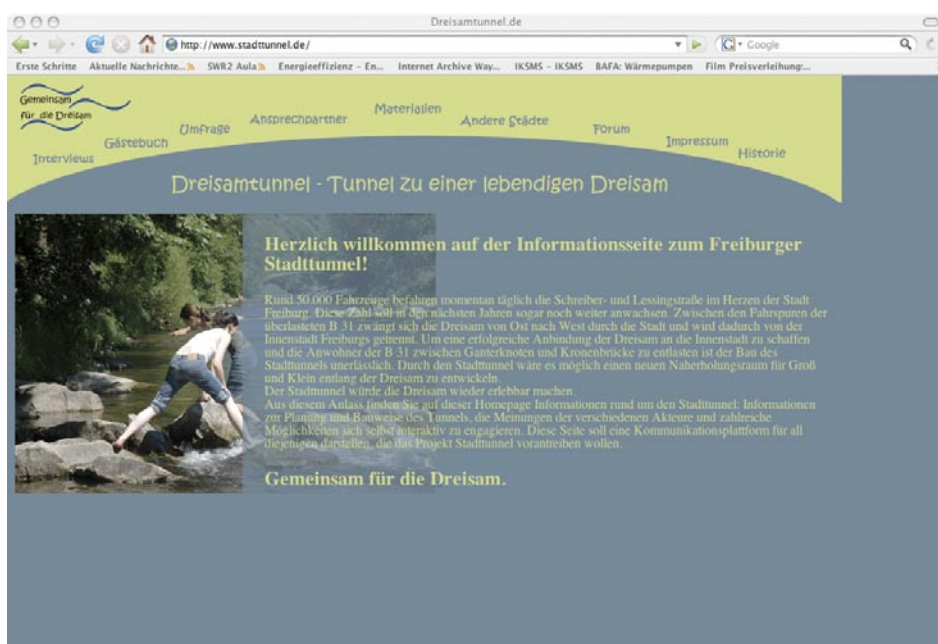 Dreisamtunnel.de
http://www.stadttunnel.de/
Google
Erste Schritte Aktuelle Nachrichte... SWR2 Aula Energieeffizienz – En... Internet Archive Way... IKSMS – IKSMS BAFA: Wärmepumpen Film Preisverleihung:...
Gemeinsam
für die Dreisam
Interviews Gästebuch Umfrage Ansprechpartner Materialien Andere Städte Forum Impressum Historie
Dreisamtunnel - Tunnel zu einer lebendigen Dreisam
Herzlich willkommen auf der Informationsseite zum Freiburger
Stadttunnel!
Rund 50.000 Fahrzeuge befahren momentan täglich die Schreiber- und Lessingstraße im Herzen der Stadt
Freiburg. Diese Zahl soll in den nächsten Jahren sogar noch weiter anwachsen. Zwischen den Fahrspuren der
überlasteten B 31 zwängt sich die Dreisam von Ost nach West durch die Stadt und wird dadurch von der
Innenstadt Freiburgs getrennt. Um eine erfolgreiche Anbindung der Dreisam an die Innenstadt zu schaffen
und die Anwohner der B 31 zwischen Ganterknoten und Kronenbrücke zu entlasten ist der Bau des
Stadttunnels unerlässlich. Durch den Stadttunnel wäre es möglich einen neuen Naherholungsraum für Groß
und Klein entlang der Dreisam zu entwickeln.
Der Stadttunnel würde die Dreisam wieder erlebbar machen.
Aus diesem Anlass finden Sie auf dieser Homepage Informationen rund um den Stadttunnel: Informationen
zur Planung und Bauweise des Tunnels, die Meinungen der verschiedenen Akteure und zahlreiche
Möglichkeiten sich selbst interaktiv zu engagieren. Diese Seite soll eine Kommunikationsplattform für all
diejenigen darstellen, die das Projekt Stadttunnel vorantreiben wollen.
Gemeinsam für die Dreisam.